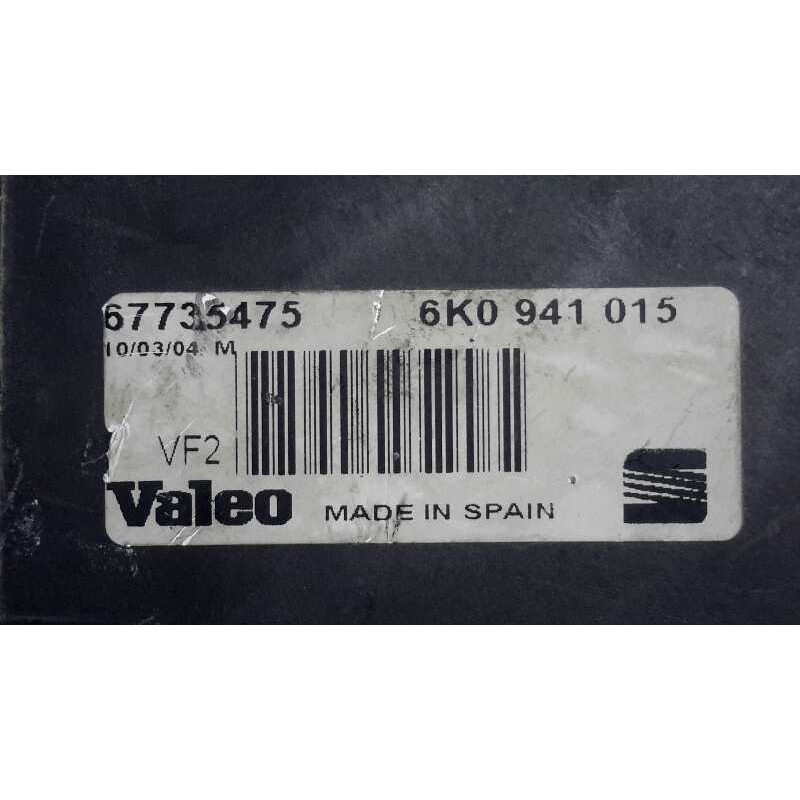 67735475 6K0 941 015
10/03/04 M
VF2
Valeo MADE IN SPAIN